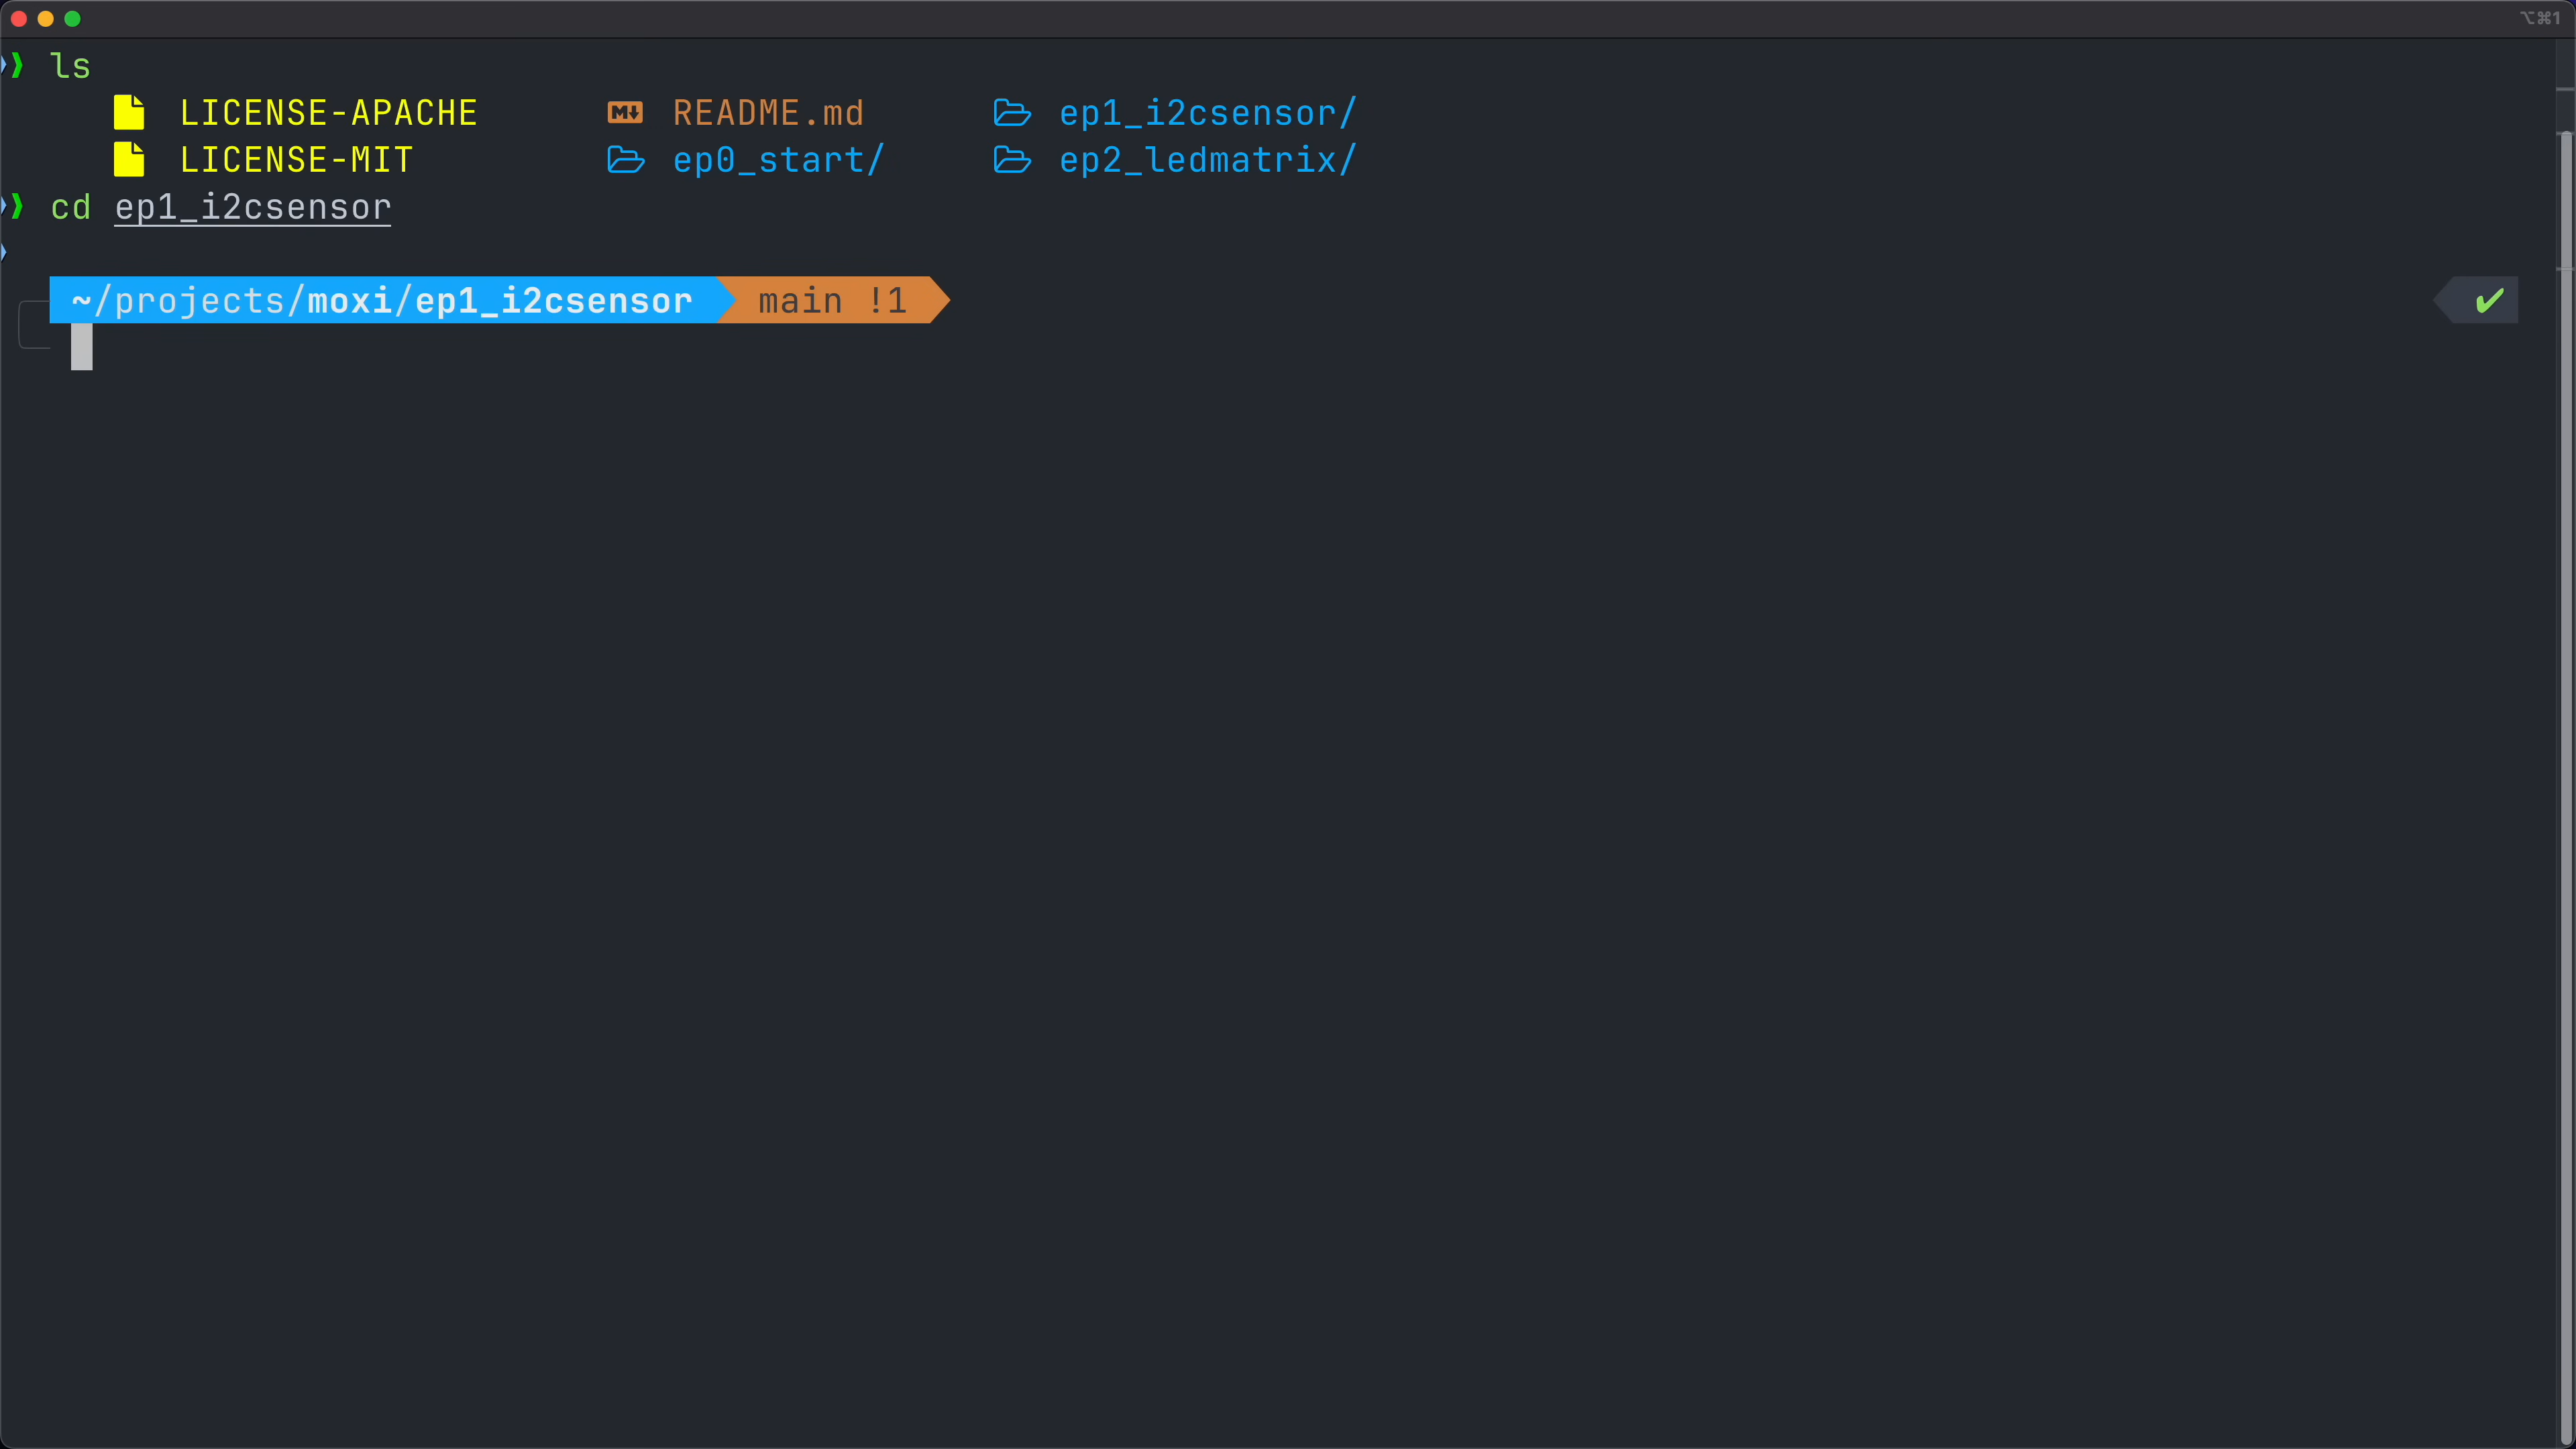 ⌥⌘1
❯ ls
LICENSE-APACHE README.md ep1_i2csensor/
LICENSE-MIT ep0_start/ ep2_ledmatrix/
❯ cd ep1_i2csensor
~/projects/moxi/ep1_i2csensor main !1 ✔